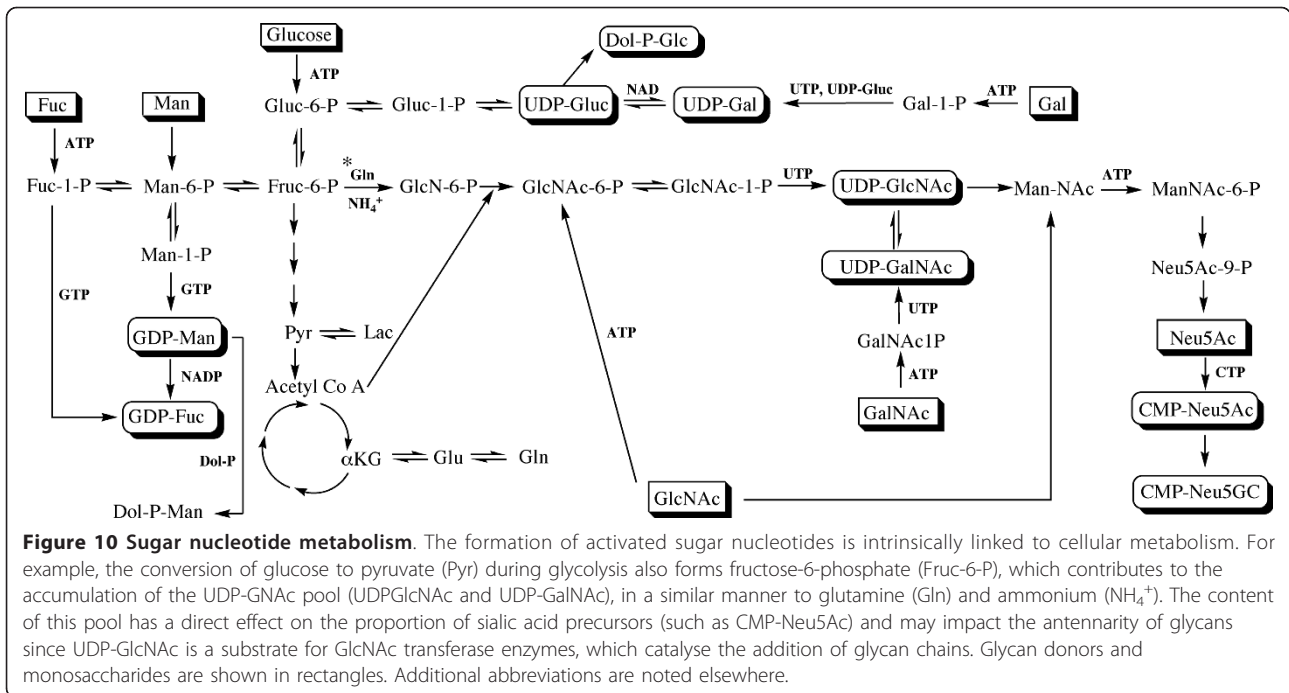 Glucose
Dol-P-Glc
ATP
NAD
UTP, UDP-Gluc
ATP
Fuc
Man
Gluc-6-P
Gluc-1-P
UDP-Gluc
UDP-Gal
Gal-1-P
Gal
ATP
*
Gln
UTP
ATP
Fuc-1-P
Man-6-P
Fruc-6-P
GlcN-6-P
GlcNAc-6-P
GlcNAc-1-P
UDP-GlcNAc
Man-NAc
ManNAc-6-P
NH₄⁺
Man-1-P
UDP-GalNAc
Neu5Ac-9-P
GTP
GTP
UTP
GDP-Man
Pyr
Lac
ATP
GalNAc1P
Neu5Ac
NADP
ATP
CTP
Acetyl Co A
GDP-Fuc
GalNAc
CMP-Neu5Ac
Dol-P
αKG
Glu
Gln
GlcNAc
CMP-Neu5GC
Dol-P-Man
Figure 10 Sugar nucleotide metabolism. The formation of activated sugar nucleotides is intrinsically linked to cellular metabolism. For
example, the conversion of glucose to pyruvate (Pyr) during glycolysis also forms fructose-6-phosphate (Fruc-6-P), which contributes to the
accumulation of the UDP-GNAc pool (UDPGlcNAc and UDP-GalNAc), in a similar manner to glutamine (Gln) and ammonium (NH₄⁺). The content
of this pool has a direct effect on the proportion of sialic acid precursors (such as CMP-Neu5Ac) and may impact the antennarity of glycans
since UDP-GlcNAc is a substrate for GlcNAc transferase enzymes, which catalyse the addition of glycan chains. Glycan donors and
monosaccharides are shown in rectangles. Additional abbreviations are noted elsewhere.